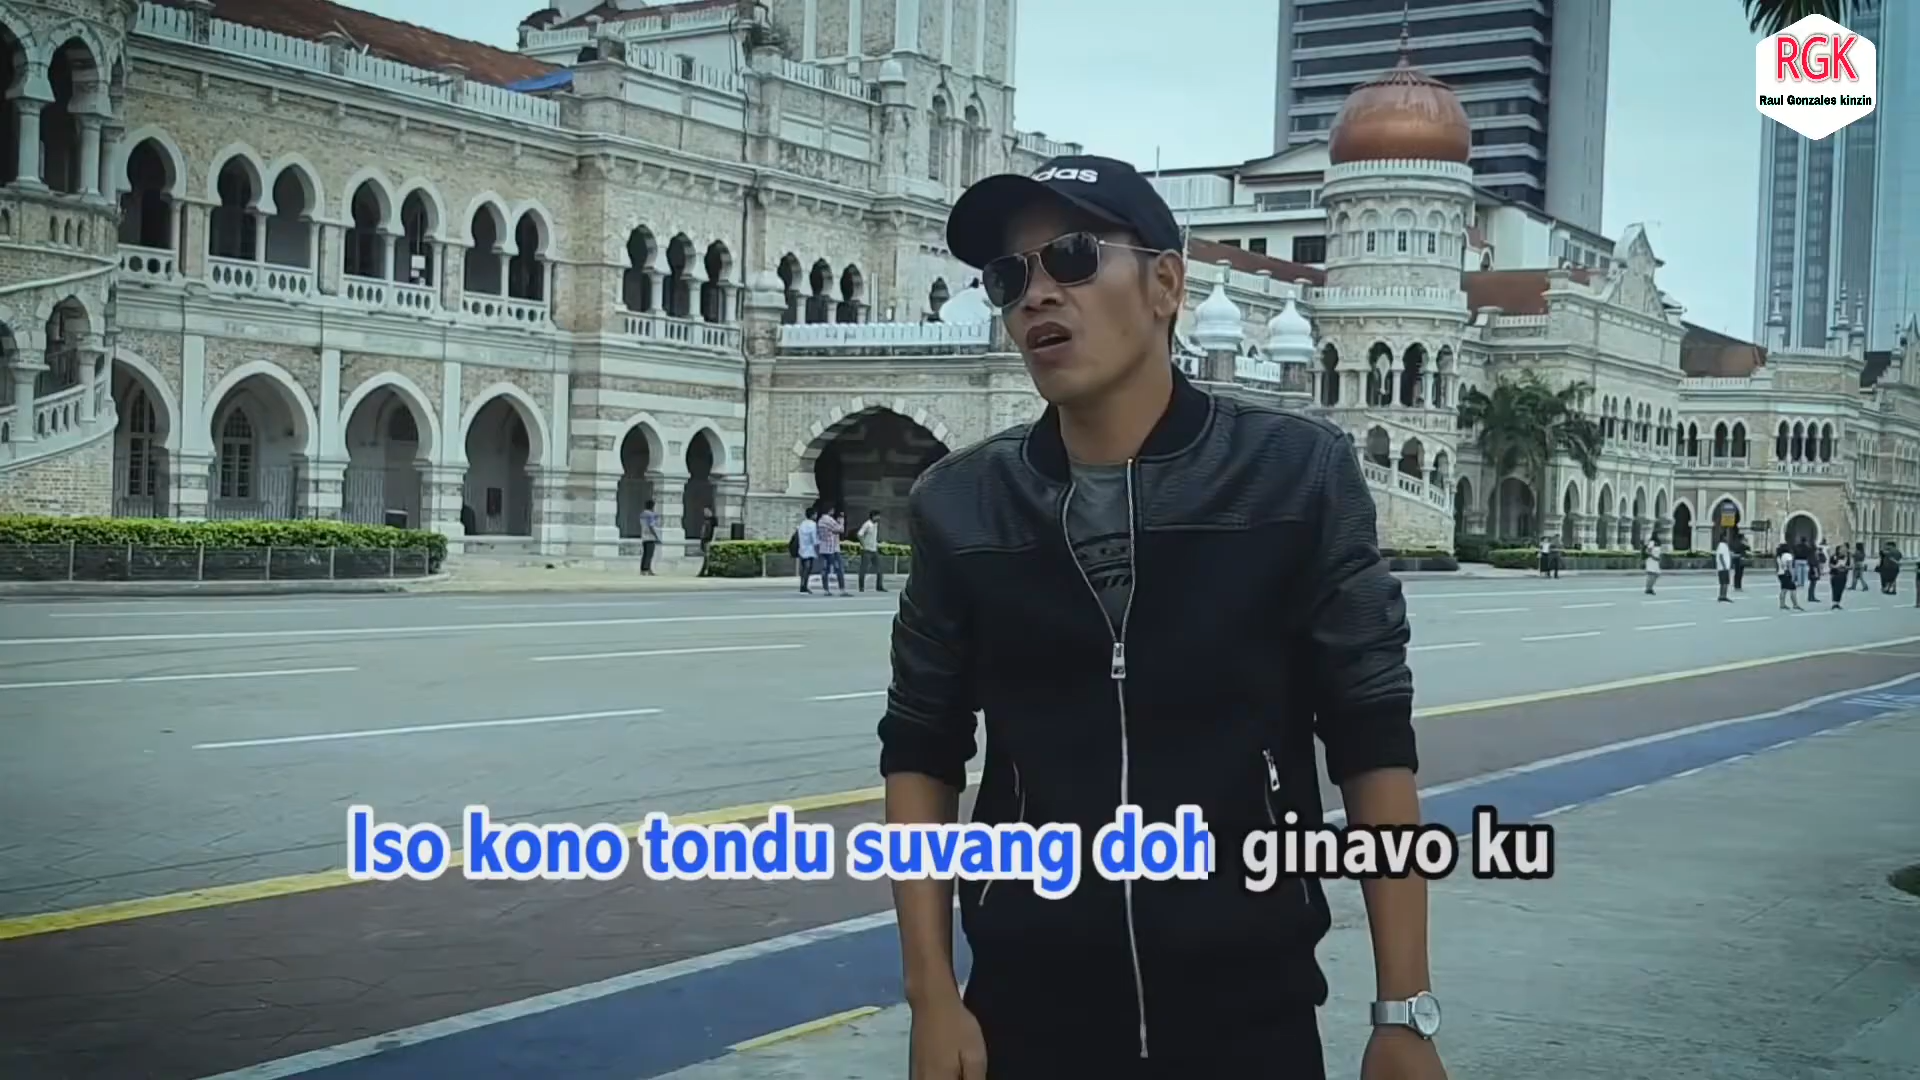 RGK
Raul Gonzales kinzin
das
Iso kono tondu suvang doh ginavo ku